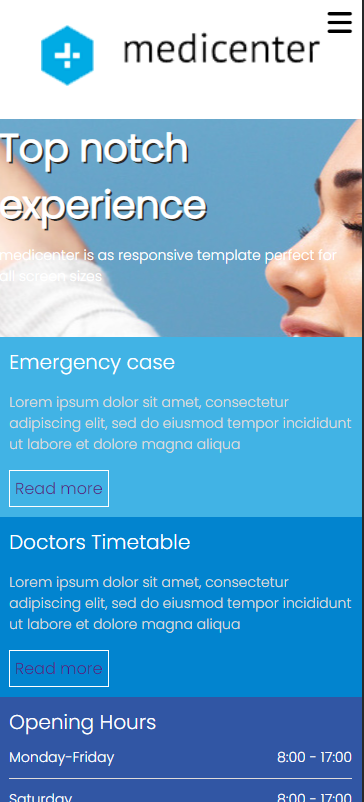 medicenter
Top notch
experience
medicenter is as responsive template perfect for
all screen sizes
Emergency case
Lorem ipsum dolor sit amet, consectetur
adipiscing elit, sed do eiusmod tempor incididunt
ut labore et dolore magna aliqua
Read more
Doctors Timetable
Lorem ipsum dolor sit amet, consectetur
adipiscing elit, sed do eiusmod tempor incididunt
ut labore et dolore magna aliqua
Read more
Opening Hours
Monday-Friday 8:00 - 17:00
Saturday 8:00 - 17:00